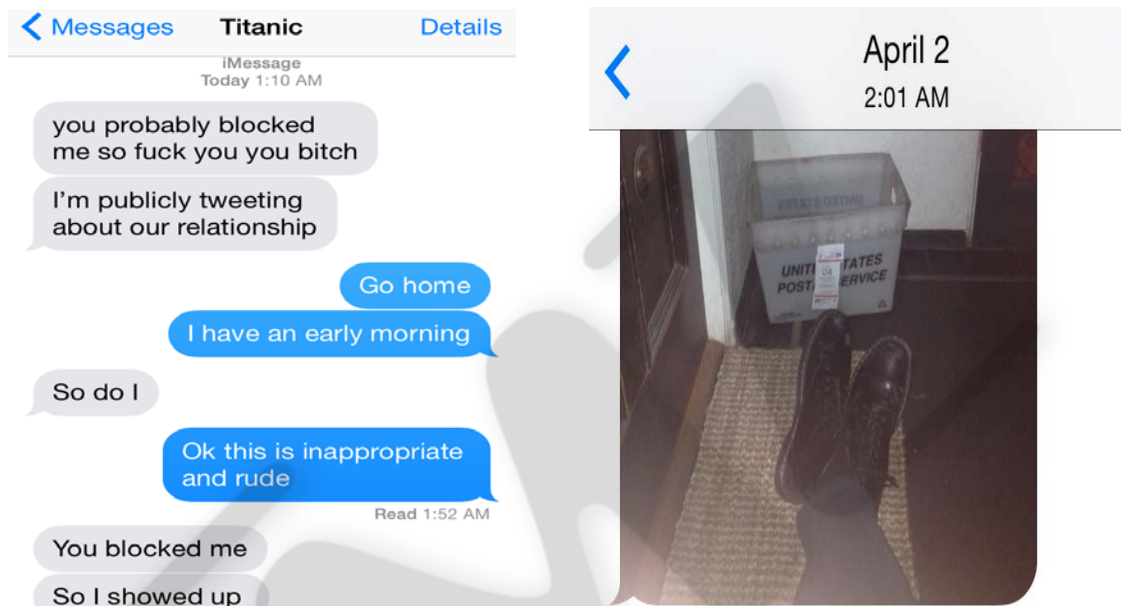 Messages
Titanic
Details
iMessage
Today 1:10 AM
you probably blocked
me so fuck you you bitch
I'm publicly tweeting
about our relationship
Go home
I have an early morning
So do I
Ok this is inappropriate
and rude
Read 1:52 AM
You blocked me
So I showed up
April 2
2:01 AM
UNITED STATES
04